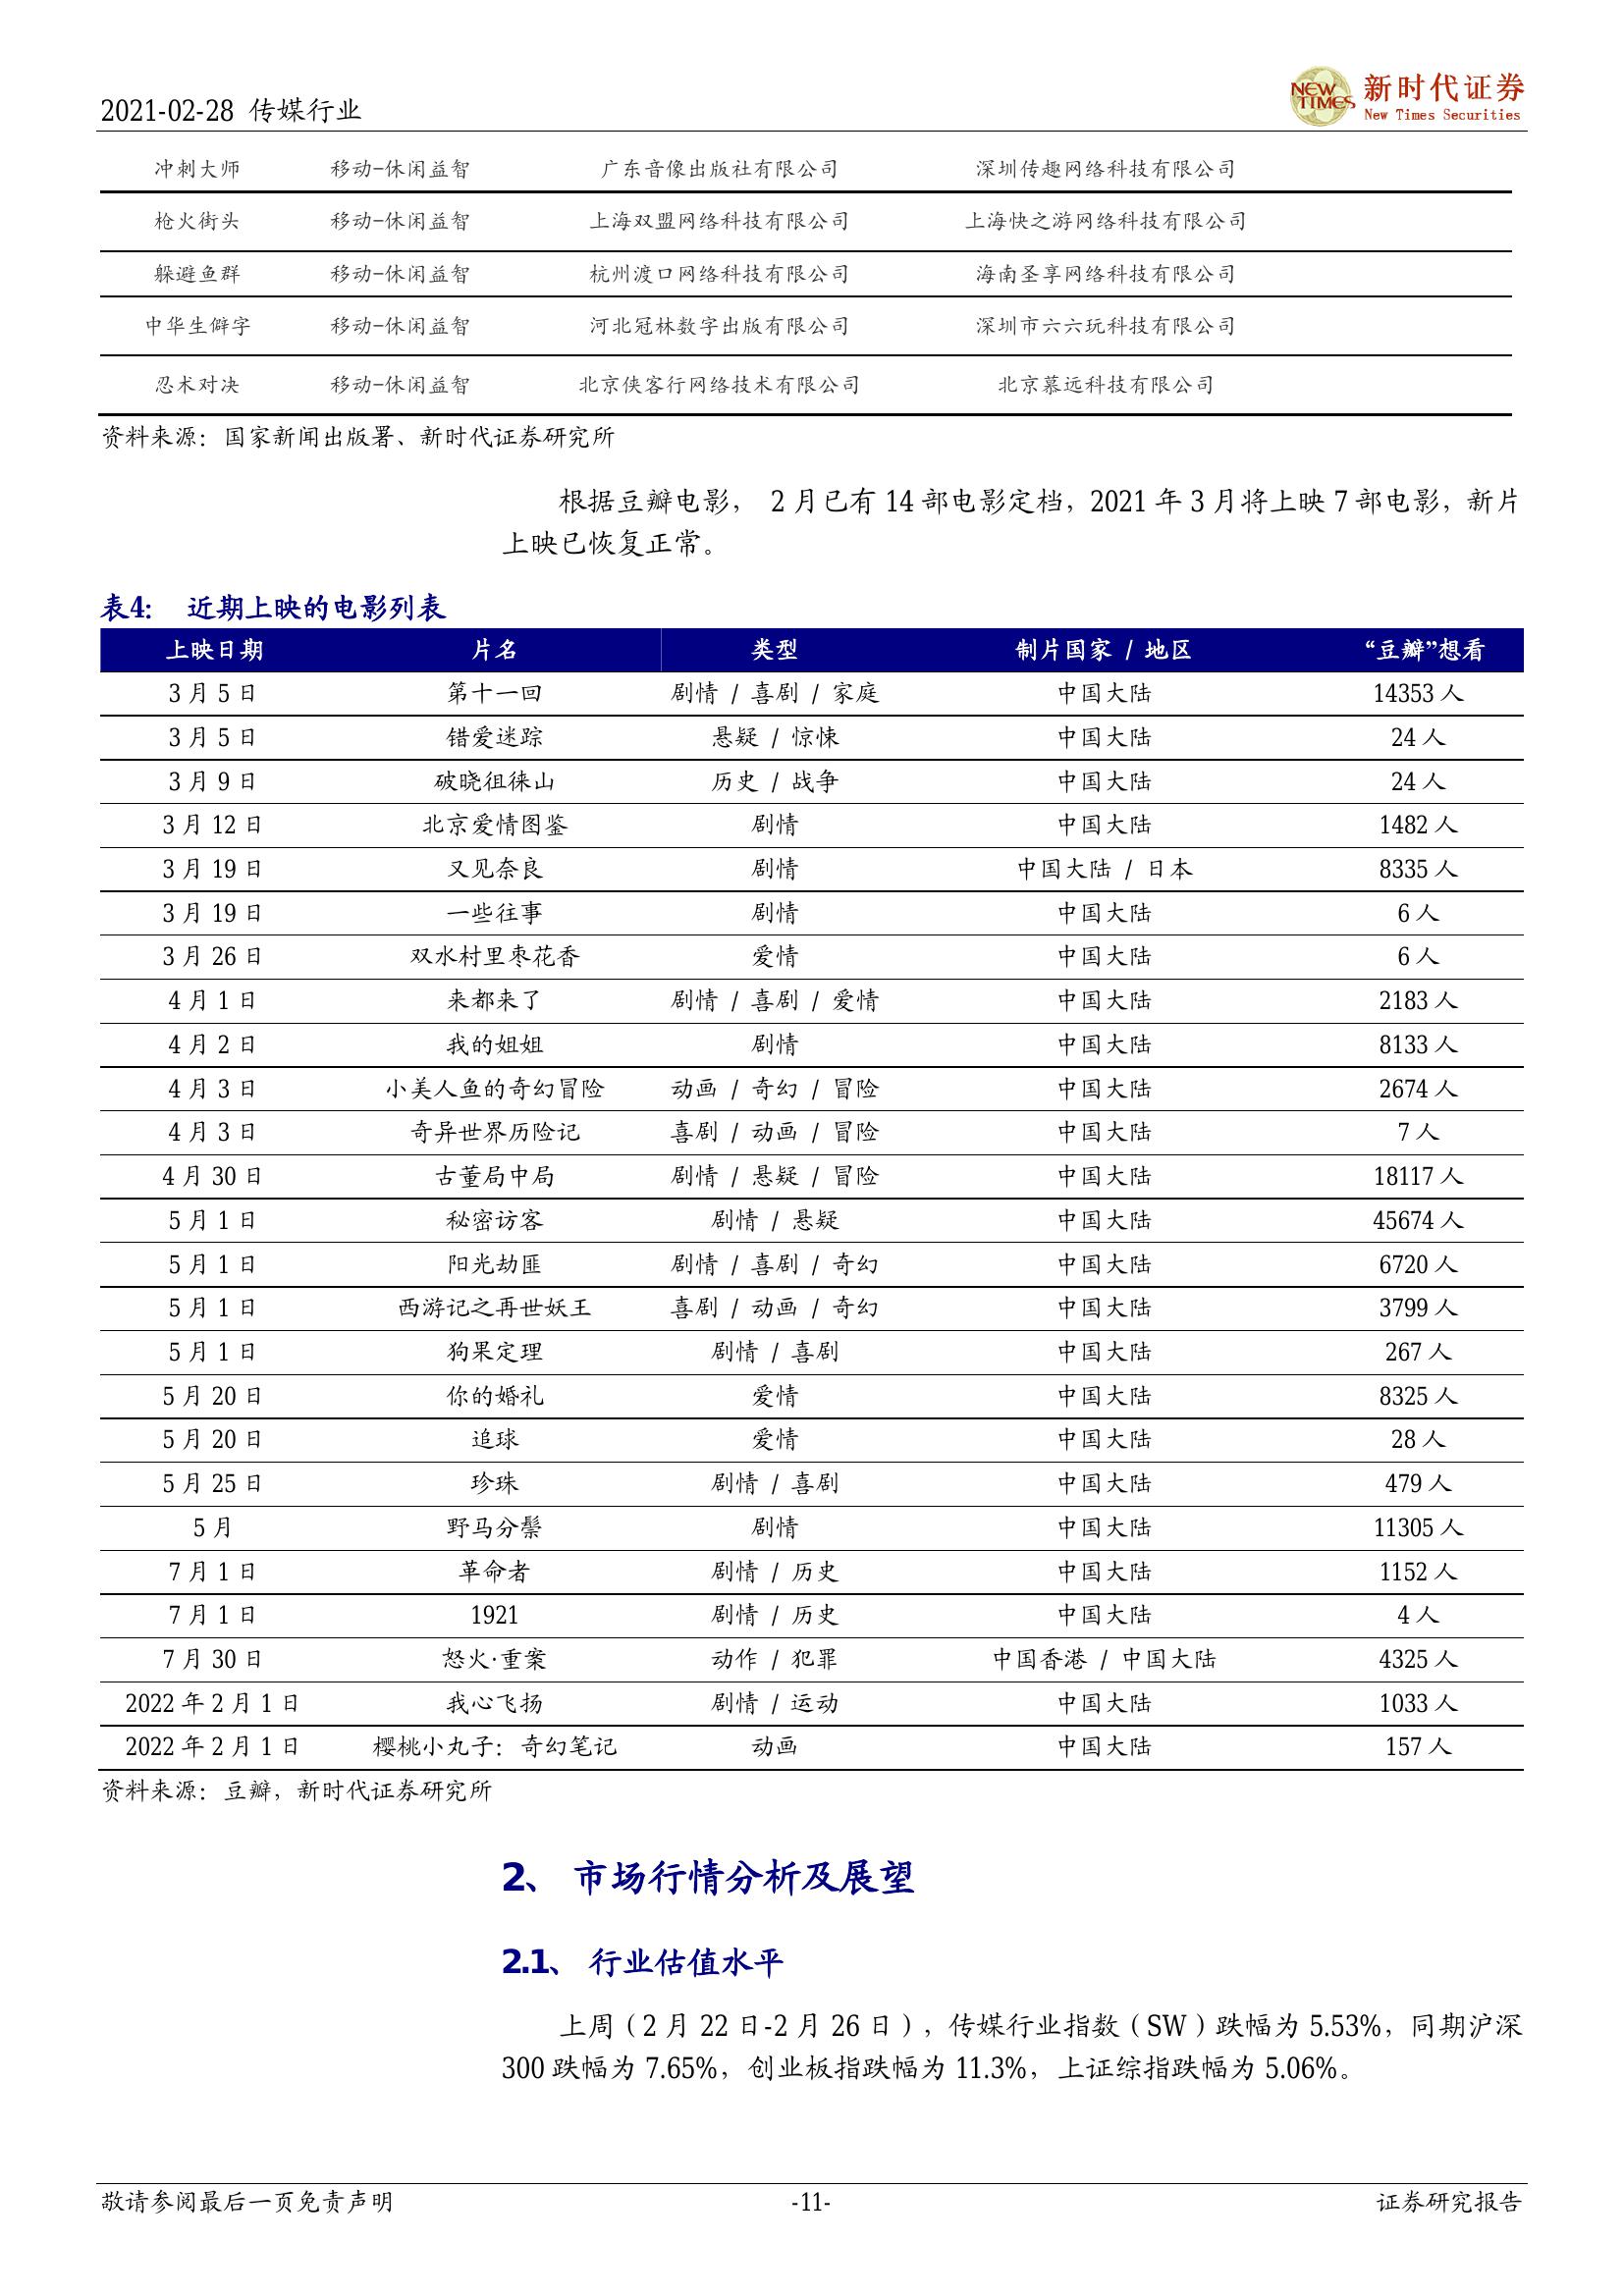 2021-02-28 传媒行业
NEW TIMES 新时代证券
New Times Securities
冲刺大师 移动-休闲益智 广东音像出版社有限公司 深圳传趣网络科技有限公司
枪火街头 移动-休闲益智 上海双盟网络科技有限公司 上海快之游网络科技有限公司
躲避鱼群 移动-休闲益智 杭州渡口网络科技有限公司 海南圣享网络科技有限公司
中华生僻字 移动-休闲益智 河北冠林数字出版有限公司 深圳市六六玩科技有限公司
忍术对决 移动-休闲益智 北京侠客行网络技术有限公司 北京慕远科技有限公司
资料来源：国家新闻出版署、新时代证券研究所
根据豆瓣电影， 2 月已有 14 部电影定档，2021 年 3 月将上映 7 部电影，新片
上映已恢复正常。
表4： 近期上映的电影列表
上映日期 片名 类型 制片国家 / 地区 “豆瓣”想看
3 月 5 日 第十一回 剧情 / 喜剧 / 家庭 中国大陆 14353 人
3 月 5 日 错爱迷踪 悬疑 / 惊悚 中国大陆 24 人
3 月 9 日 破晓徂徕山 历史 / 战争 中国大陆 24 人
3 月 12 日 北京爱情图鉴 剧情 中国大陆 1482 人
3 月 19 日 又见奈良 剧情 中国大陆 / 日本 8335 人
3 月 19 日 一些往事 剧情 中国大陆 6 人
3 月 26 日 双水村里枣花香 爱情 中国大陆 6 人
4 月 1 日 来都来了 剧情 / 喜剧 / 爱情 中国大陆 2183 人
4 月 2 日 我的姐姐 剧情 中国大陆 8133 人
4 月 3 日 小美人鱼的奇幻冒险 动画 / 奇幻 / 冒险 中国大陆 2674 人
4 月 3 日 奇异世界历险记 喜剧 / 动画 / 冒险 中国大陆 7 人
4 月 30 日 古董局中局 剧情 / 悬疑 / 冒险 中国大陆 18117 人
5 月 1 日 秘密访客 剧情 / 悬疑 中国大陆 45674 人
5 月 1 日 阳光劫匪 剧情 / 喜剧 / 奇幻 中国大陆 6720 人
5 月 1 日 西游记之再世妖王 喜剧 / 动画 / 奇幻 中国大陆 3799 人
5 月 1 日 狗果定理 剧情 / 喜剧 中国大陆 267 人
5 月 20 日 你的婚礼 爱情 中国大陆 8325 人
5 月 20 日 追球 爱情 中国大陆 28 人
5 月 25 日 珍珠 剧情 / 喜剧 中国大陆 479 人
5 月 野马分鬃 剧情 中国大陆 11305 人
7 月 1 日 革命者 剧情 / 历史 中国大陆 1152 人
7 月 1 日 1921 剧情 / 历史 中国大陆 4 人
7 月 30 日 怒火·重案 动作 / 犯罪 中国香港 / 中国大陆 4325 人
2022 年 2 月 1 日 我心飞扬 剧情 / 运动 中国大陆 1033 人
2022 年 2 月 1 日 樱桃小丸子：奇幻笔记 动画 中国大陆 157 人
资料来源：豆瓣，新时代证券研究所
2、 市场行情分析及展望
2.1、 行业估值水平
上周（2 月 22 日-2 月 26 日），传媒行业指数（SW）跌幅为 5.53%，同期沪深
300 跌幅为 7.65%，创业板指跌幅为 11.3%，上证综指跌幅为 5.06%。
敬请参阅最后一页免责声明 -11- 证券研究报告